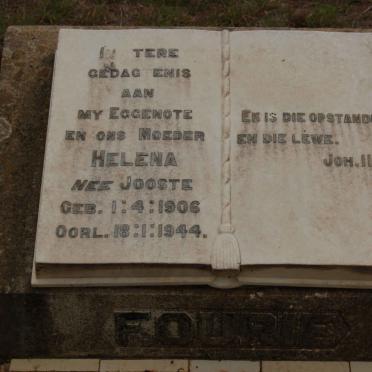 IN TERE
GEDAGTENIS
AAN
MY EGGENOTE
EN ONS MOEDER
HELENA
NEE JOOSTE
GEB. 1:4:1906
OORL. 18:1:1944.
EK IS DIE OPSTAND
EN DIE LEWE.
JOH. 11
FOURIE